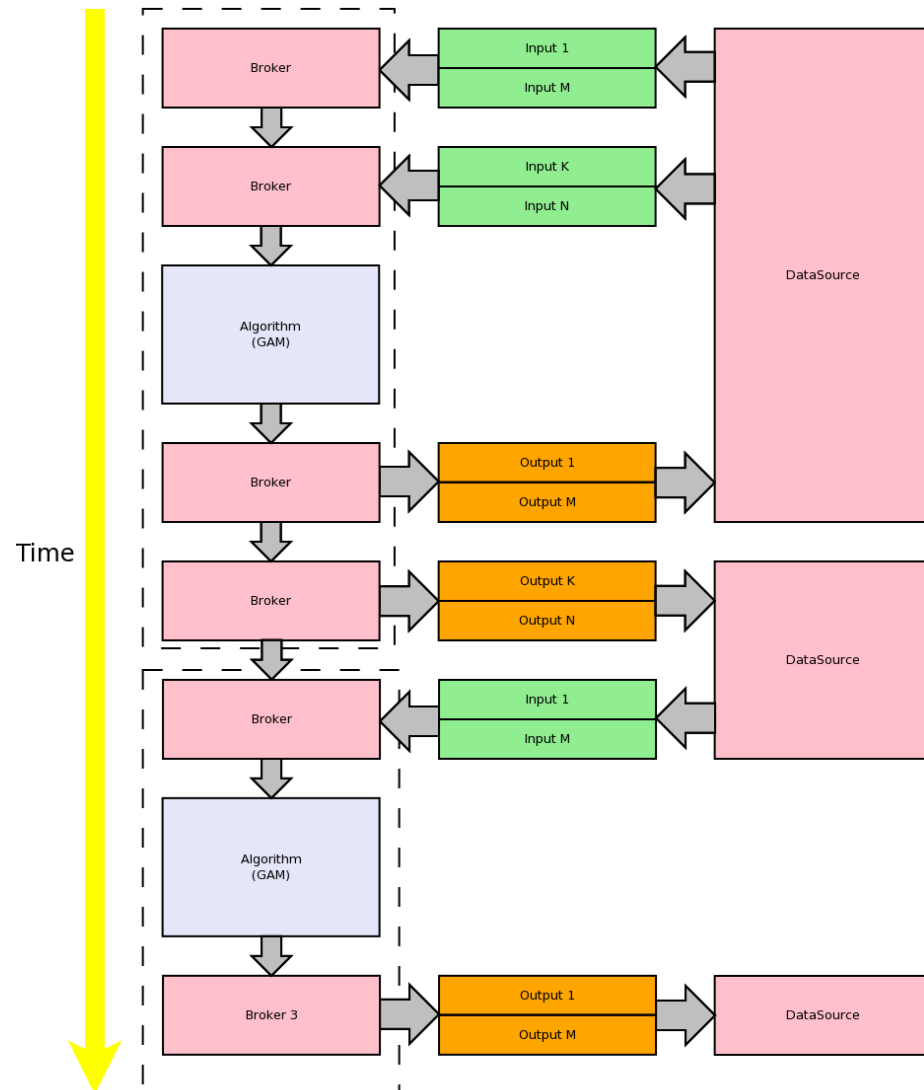 Broker
Input 1
Input M
Broker
Input K
Input N
DataSource
Algorithm
(GAM)
Broker
Output 1
Output M
Time
Broker
Output K
Output N
DataSource
Broker
Input 1
Input M
Algorithm
(GAM)
Broker 3
Output 1
Output M
DataSource